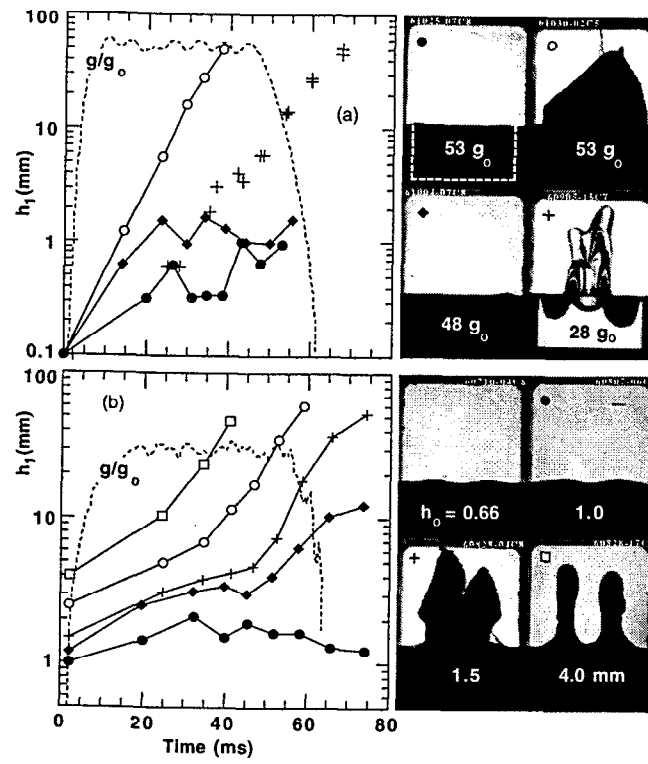 100
10
1
0.1
h₁(mm)
g/g₀
(a)
53 g₀
53 g₀
48 g₀
28 g₀
100
10
1
h₁(mm)
(b)
g/g₀
0
20
40
60
80
Time (ms)
h₀ = 0.66
1.0
1.5
4.0 mm